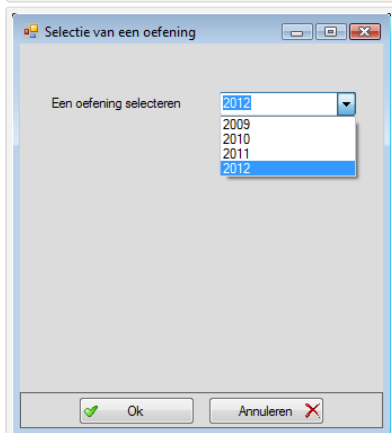 Selectie van een oefening
Een oefening selecteren 2012
2009
2010
2011
2012
Ok Annuleren